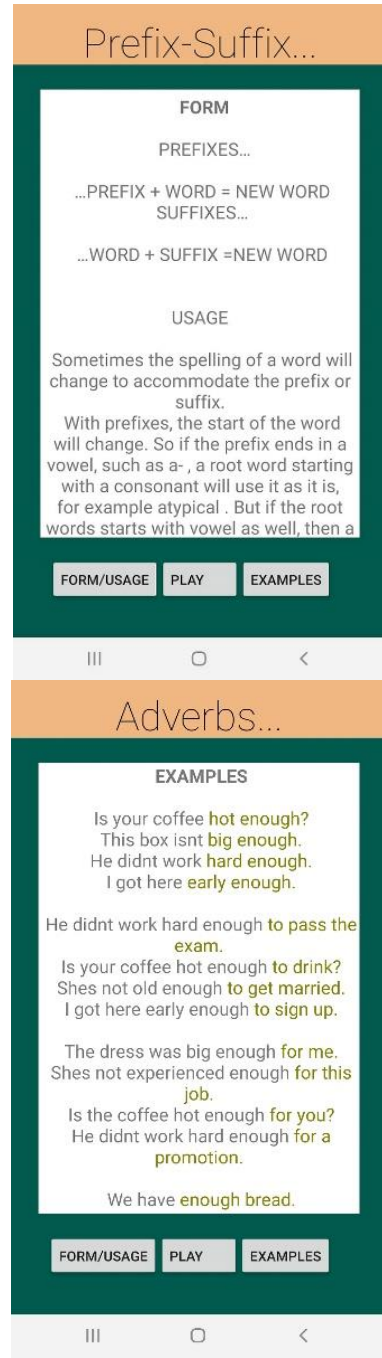 Prefix-Suffix...
FORM
PREFIXES...
...PREFIX + WORD = NEW WORD
SUFFIXES...
...WORD + SUFFIX =NEW WORD
USAGE
Sometimes the spelling of a word will
change to accommodate the prefix or
suffix.
With prefixes, the start of the word
will change. So if the prefix ends in a
vowel, such as a- , a root word starting
with a consonant will use it as it is,
for example atypical . But if the root
words starts with vowel as well, then a
FORM/USAGE PLAY EXAMPLES
Adverbs...
EXAMPLES
Is your coffee hot enough?
This box isnt big enough.
He didnt work hard enough.
I got here early enough.
He didnt work hard enough to pass the
exam.
Is your coffee hot enough to drink?
Shes not old enough to get married.
I got here early enough to sign up.
The dress was big enough for me.
Shes not experienced enough for this
job.
Is the coffee hot enough for you?
He didnt work hard enough for a
promotion.
We have enough bread.
FORM/USAGE PLAY EXAMPLES